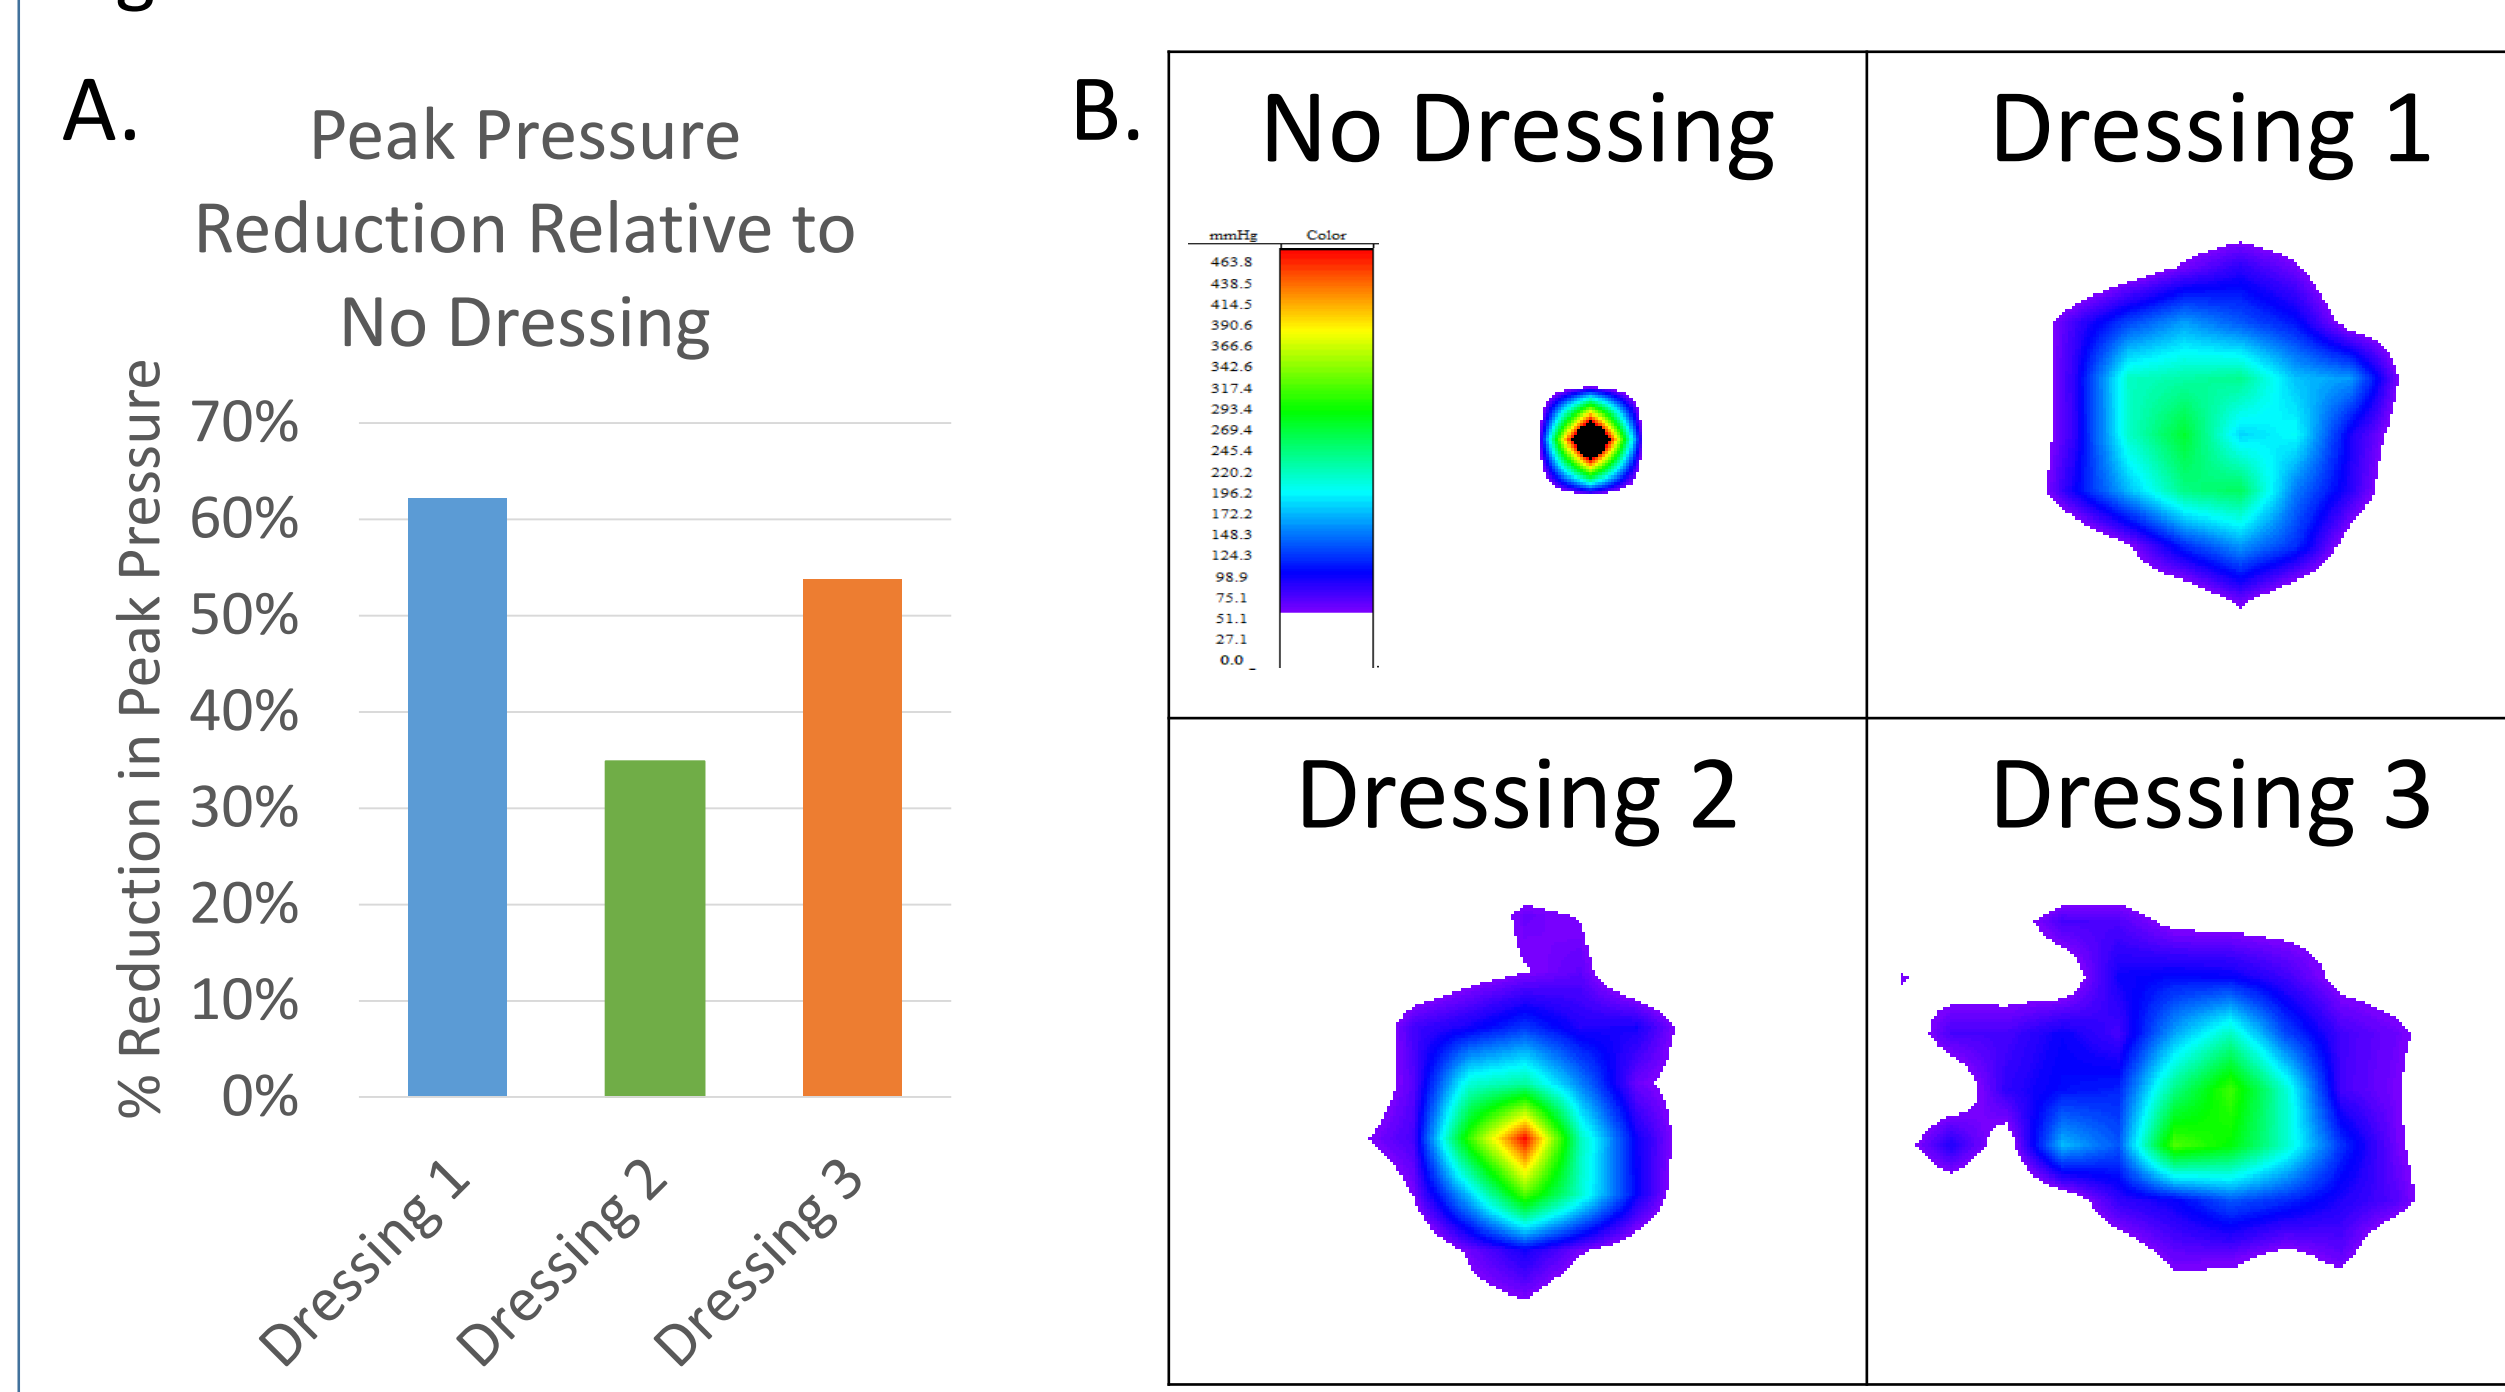 A.
Peak Pressure
Reduction Relative to
No Dressing
% Reduction in Peak Pressure
70%
60%
50%
40%
30%
20%
10%
0%
Dressing 1
Dressing 2
Dressing 3
B.
No Dressing
mmHg Color
463.8
438.5
414.5
390.6
366.6
342.6
317.4
293.4
269.4
245.4
220.2
196.2
172.2
148.3
124.3
98.9
75.1
51.1
27.1
0.0
Dressing 1
Dressing 2
Dressing 3